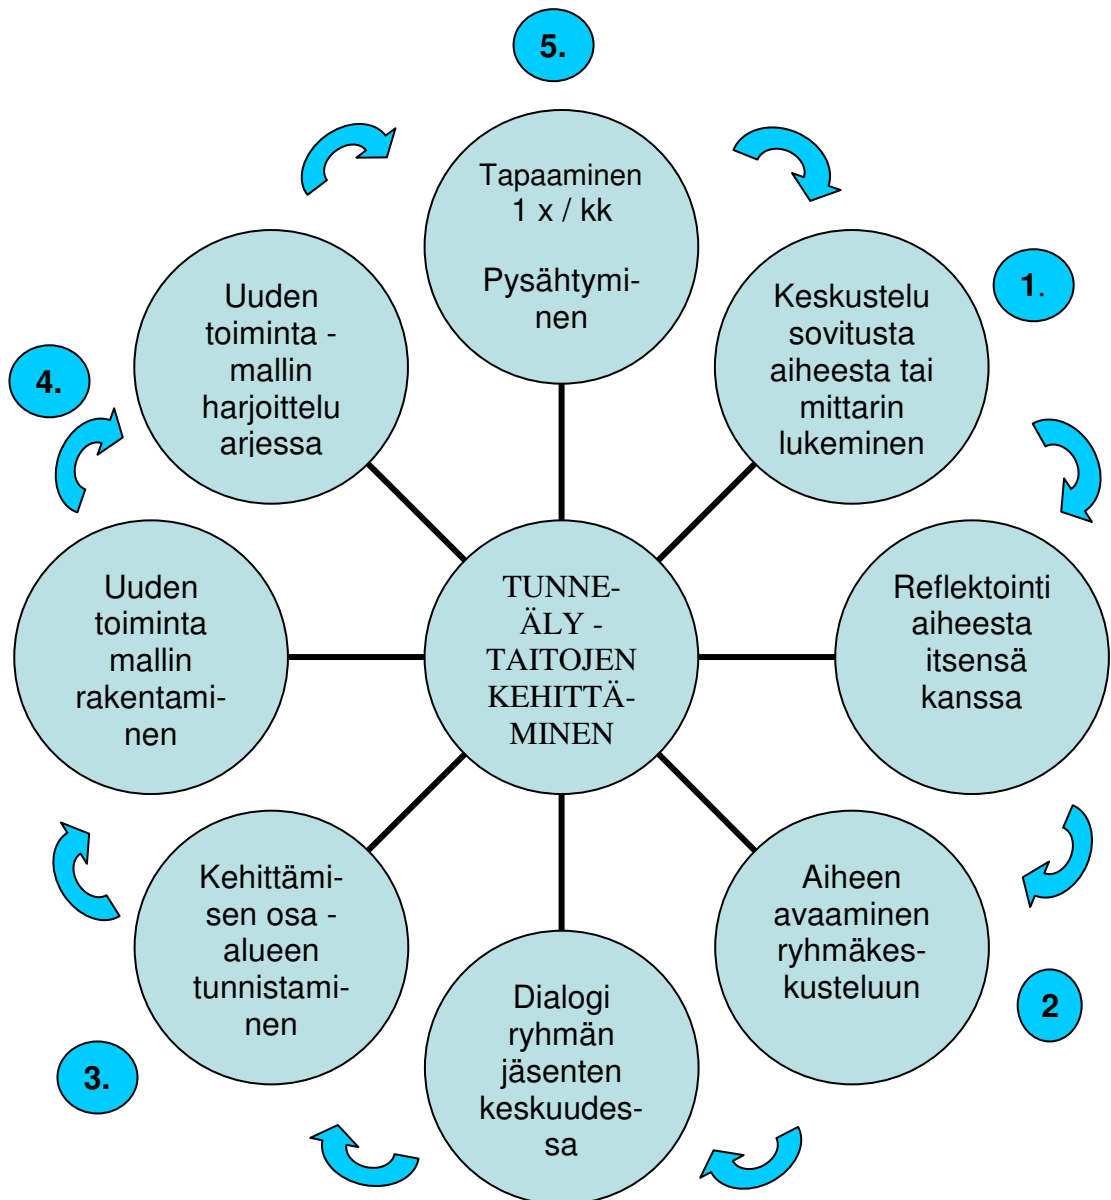 5.
Tapaaminen
1 x / kk
Pysähtymi-
nen
1.
Keskustelu
sovitusta
aiheesta tai
mittarin
lukeminen
Reflektointi
aiheesta
itsensä
kanssa
2
Aiheen
avaaminen
ryhmäkes-
kusteluun
Dialogi
ryhmän
jäsenten
keskuudes-
sa
3.
Kehittämi-
sen osa -
alueen
tunnistami-
nen
Uuden
toiminta
mallin
rakentami-
nen
4.
Uuden
toiminta -
mallin
harjoittelu
arjessa
TUNNE-
ÄLY -
TAITOJEN
KEHITTÄ-
MINEN